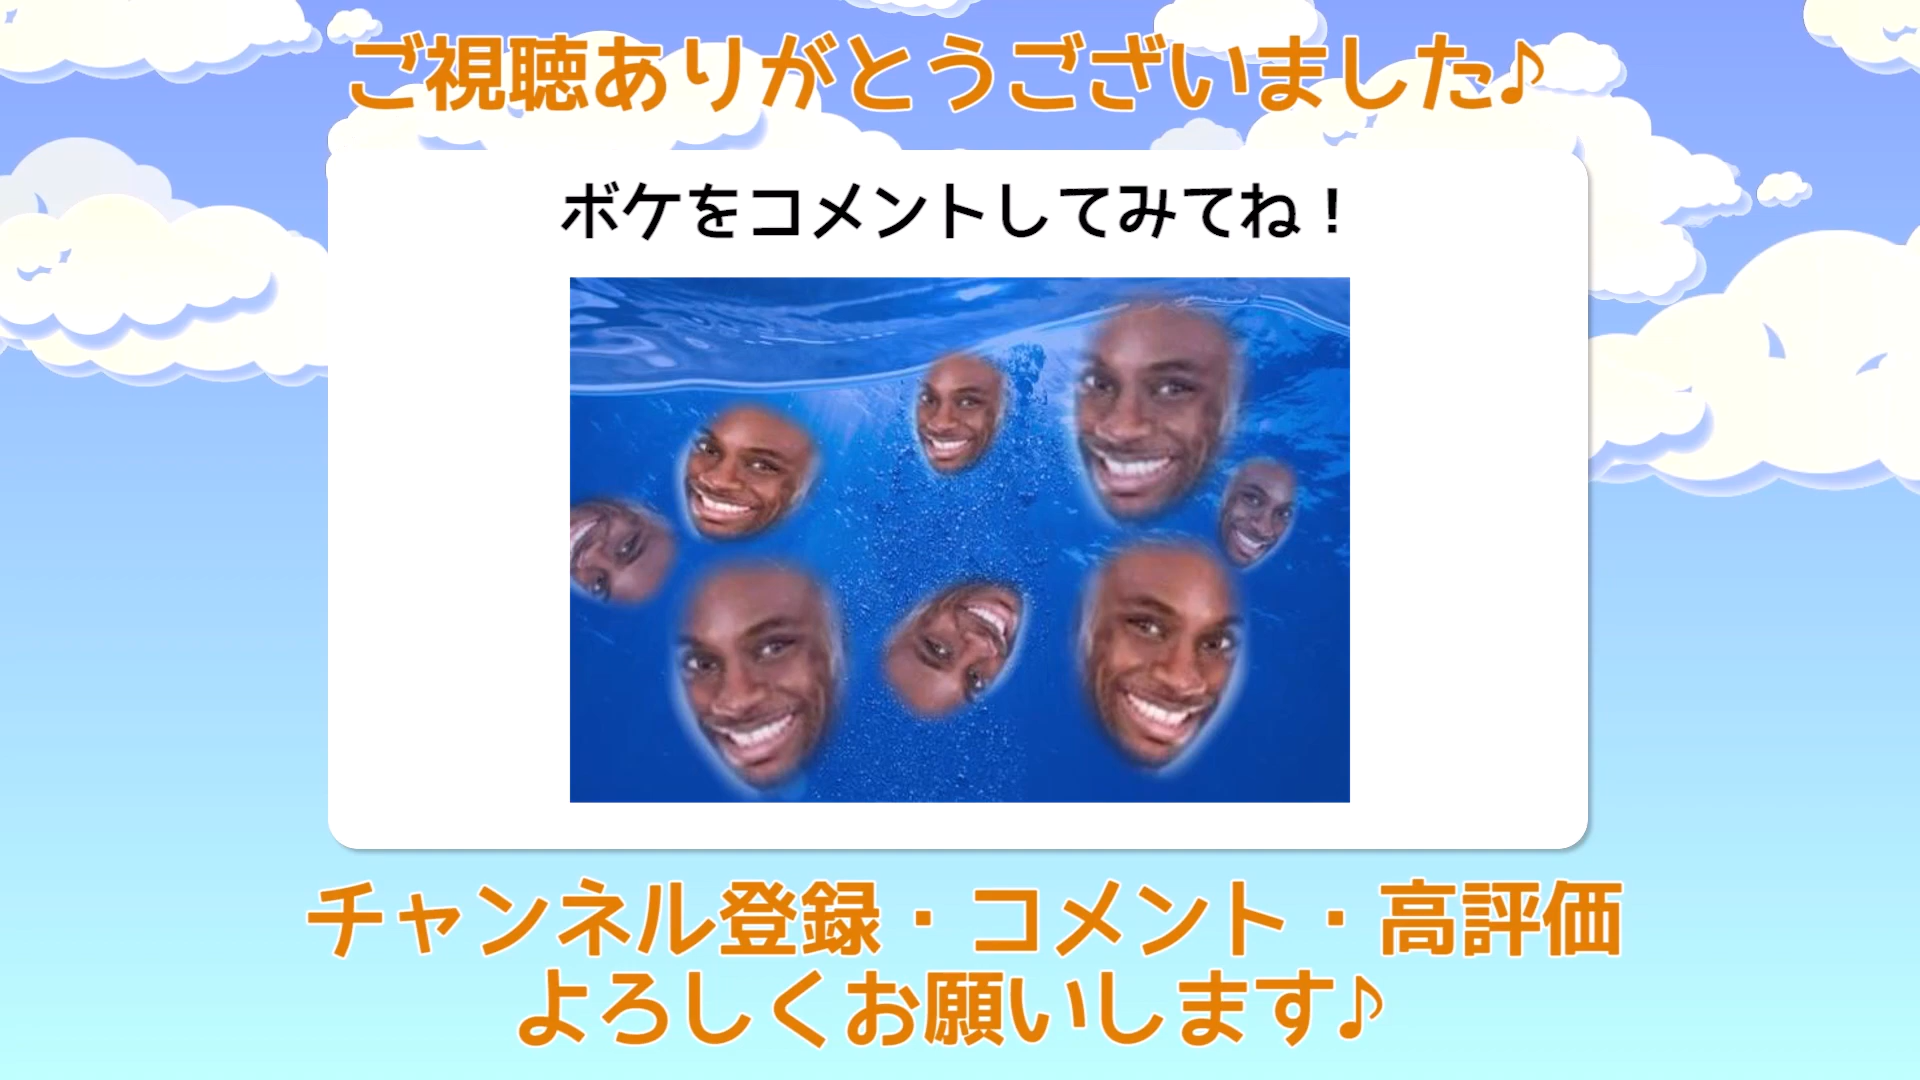 ご視聴ありがとうございました♪
ボケをコメントしてみてね！
チャンネル登録・コメント・高評価
よろしくお願いします♪